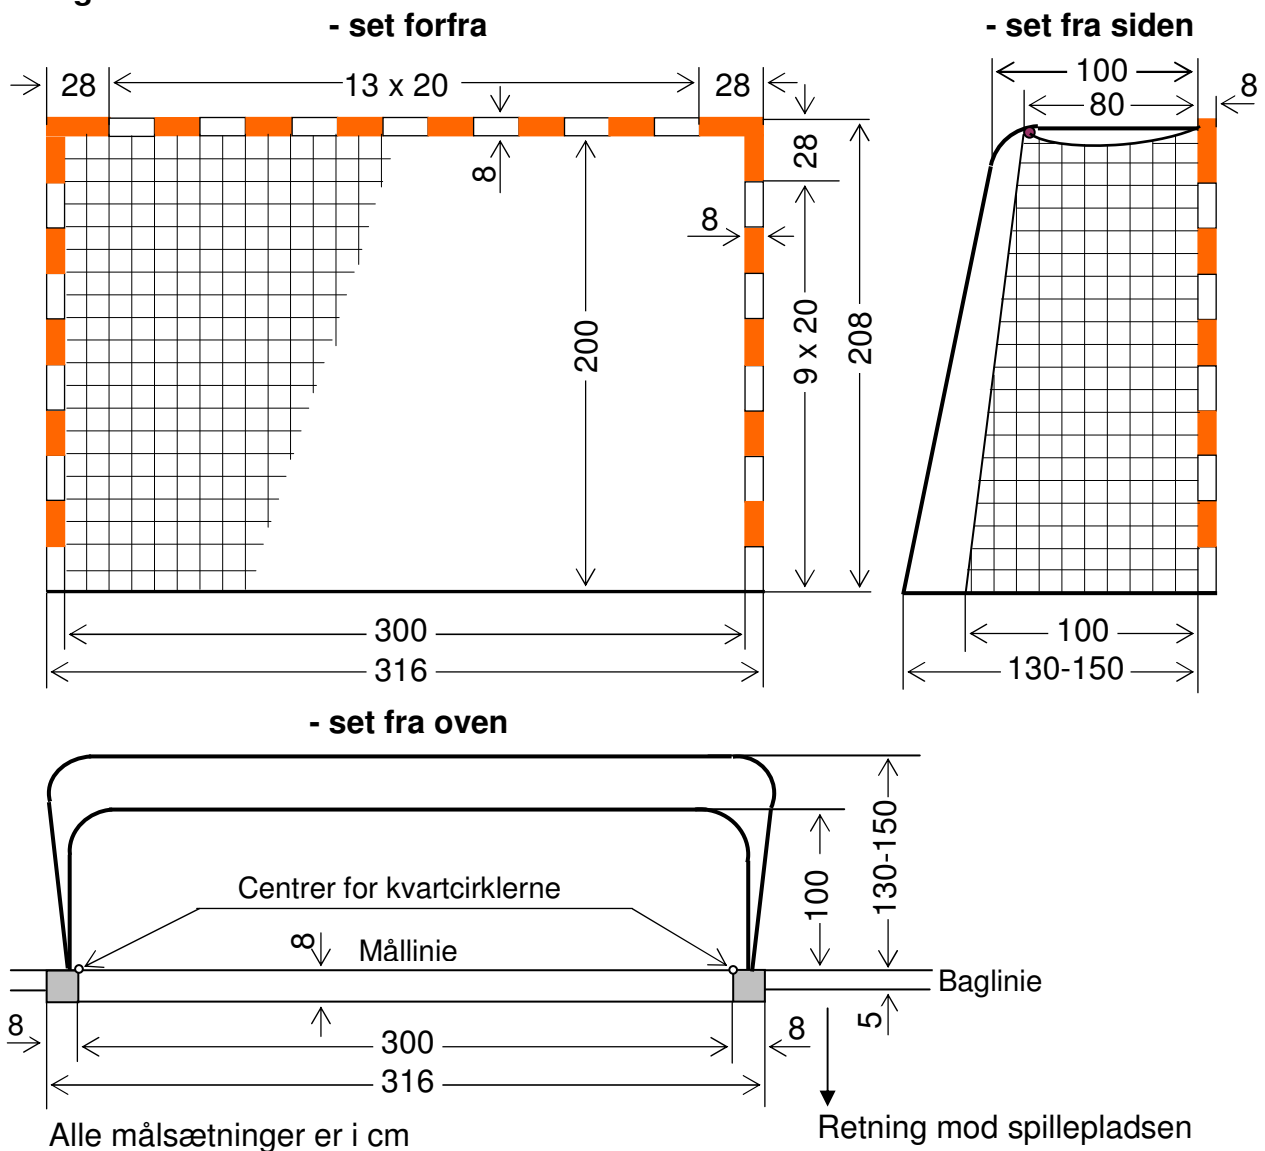 - set forfra
- set fra siden
28
13 x 20
28
100
80
8
8
28
8
200
9 x 20
208
300
316
100
130-150
- set fra oven
Centrer for kvartcirklerne
8
Mållinie
100
130-150
Baglinie
8
300
8
5
316
Alle målsætninger er i cm
Retning mod spillepladsen